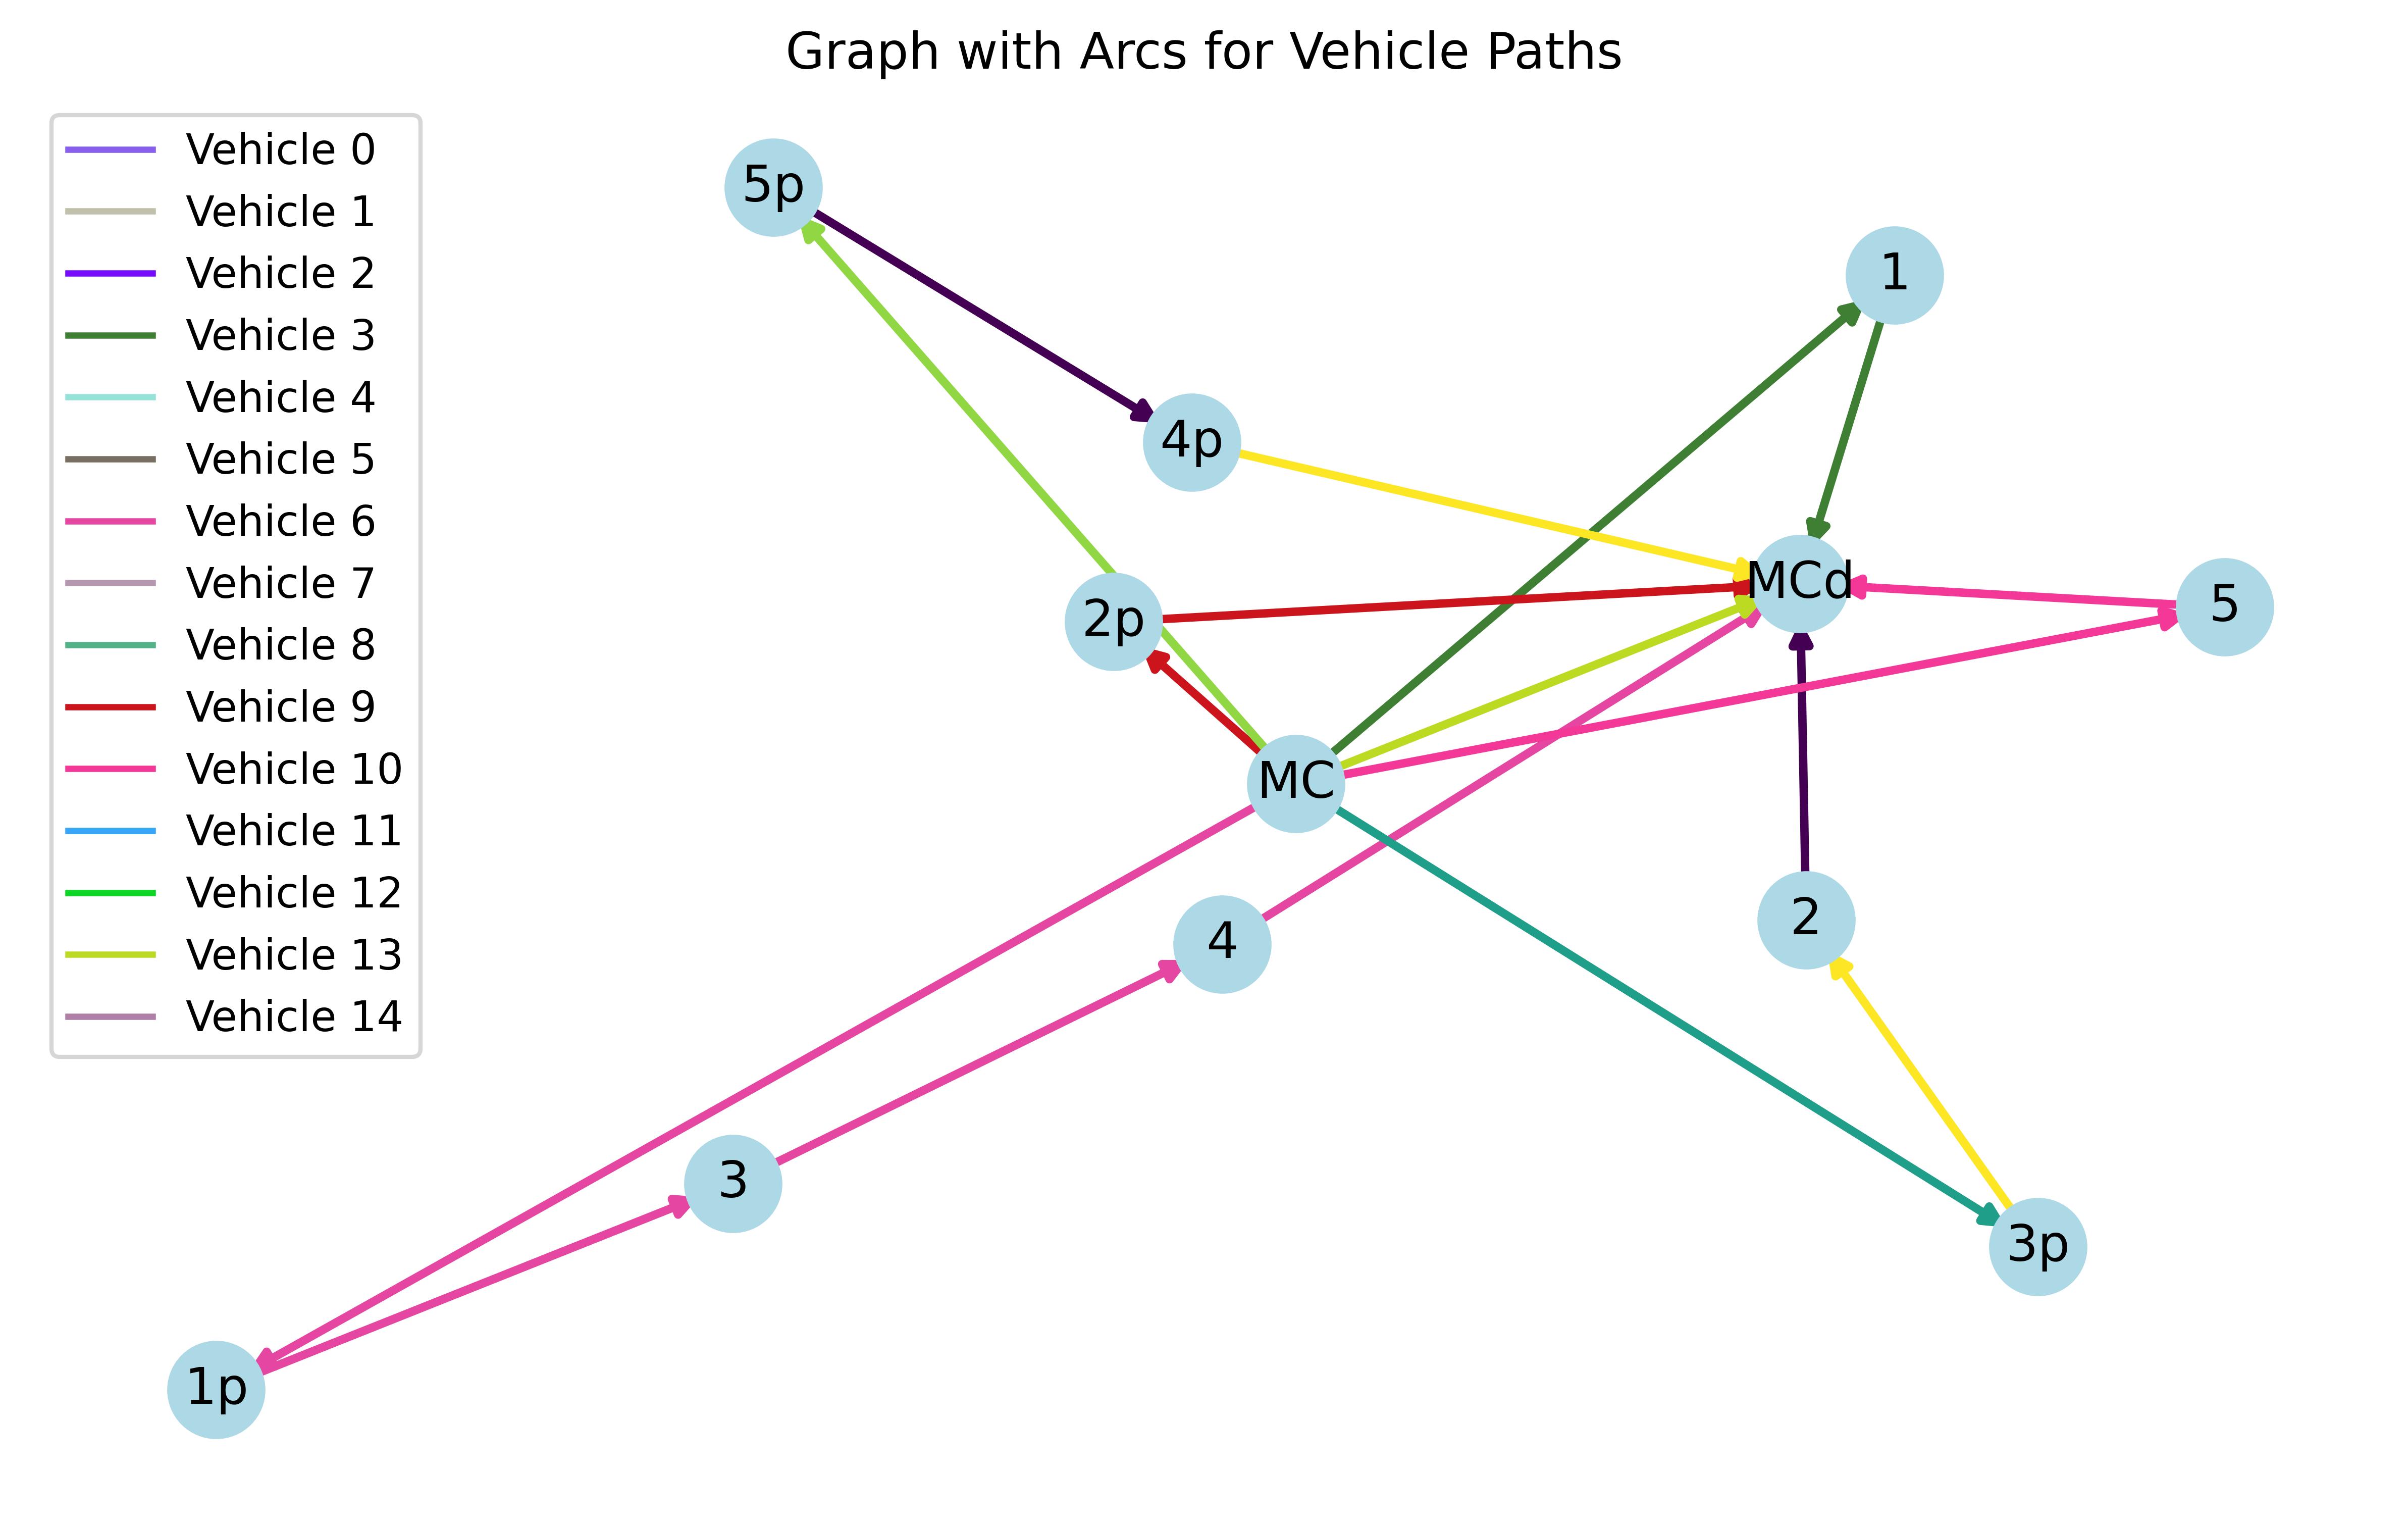 Graph with Arcs for Vehicle Paths
Vehicle 0
Vehicle 1
Vehicle 2
Vehicle 3
Vehicle 4
Vehicle 5
Vehicle 6
Vehicle 7
Vehicle 8
Vehicle 9
Vehicle 10
Vehicle 11
Vehicle 12
Vehicle 13
Vehicle 14
5p
1
4p
MCd
5
2p
MC
2
4
3
3p
1p